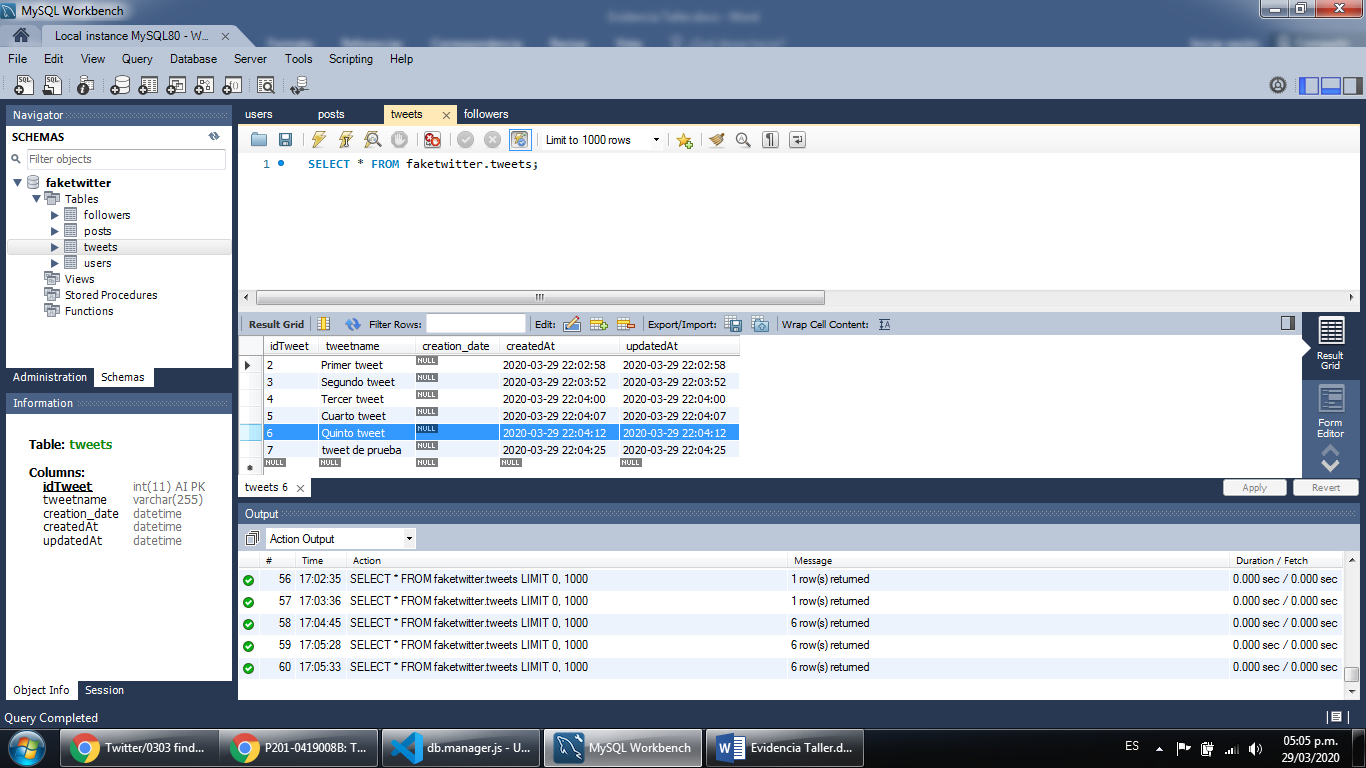 MySQL Workbench
Evidencia Taller.docx - Word
Local instance MySQL80 - W...
File Edit View Query Database Server Tools Scripting Help
Navigator
SCHEMAS
Filter objects
faketwitter
Tables
followers
posts
tweets
users
Views
Stored Procedures
Functions
Administration Schemas
Information
Table: tweets
Columns:
idTweet int(11) AI PK
tweetname varchar(255)
creation_date datetime
createdAt datetime
updatedAt datetime
Object Info Session
users posts tweets followers
Limit to 1000 rows
1 SELECT * FROM faketwitter.tweets;
Result Grid Filter Rows: Edit: Export/Import: Wrap Cell Content:
idTweet tweetname creation_date createdAt updatedAt
2 Primer tweet NULL 2020-03-29 22:02:58 2020-03-29 22:02:58
3 Segundo tweet NULL 2020-03-29 22:03:52 2020-03-29 22:03:52
4 Tercer tweet NULL 2020-03-29 22:04:00 2020-03-29 22:04:00
5 Cuarto tweet NULL 2020-03-29 22:04:07 2020-03-29 22:04:07
6 Quinto tweet NULL 2020-03-29 22:04:12 2020-03-29 22:04:12
7 tweet de prueba NULL 2020-03-29 22:04:25 2020-03-29 22:04:25
NULL NULL NULL NULL NULL
Result
Grid
Form
Editor
tweets 6
Apply Revert
Output
Action Output
# Time Action Message Duration / Fetch
56 17:02:35 SELECT * FROM faketwitter.tweets LIMIT 0, 1000 1 row(s) returned 0.000 sec / 0.000 sec
57 17:03:36 SELECT * FROM faketwitter.tweets LIMIT 0, 1000 1 row(s) returned 0.000 sec / 0.000 sec
58 17:04:45 SELECT * FROM faketwitter.tweets LIMIT 0, 1000 6 row(s) returned 0.000 sec / 0.000 sec
59 17:05:28 SELECT * FROM faketwitter.tweets LIMIT 0, 1000 6 row(s) returned 0.000 sec / 0.000 sec
60 17:05:33 SELECT * FROM faketwitter.tweets LIMIT 0, 1000 6 row(s) returned 0.000 sec / 0.000 sec
Query Completed
Twitter/0303 find... P201-0419008B: T... db.manager.js - U... MySQL Workbench Evidencia Taller.d...
ES
05:05 p.m.
29/03/2020